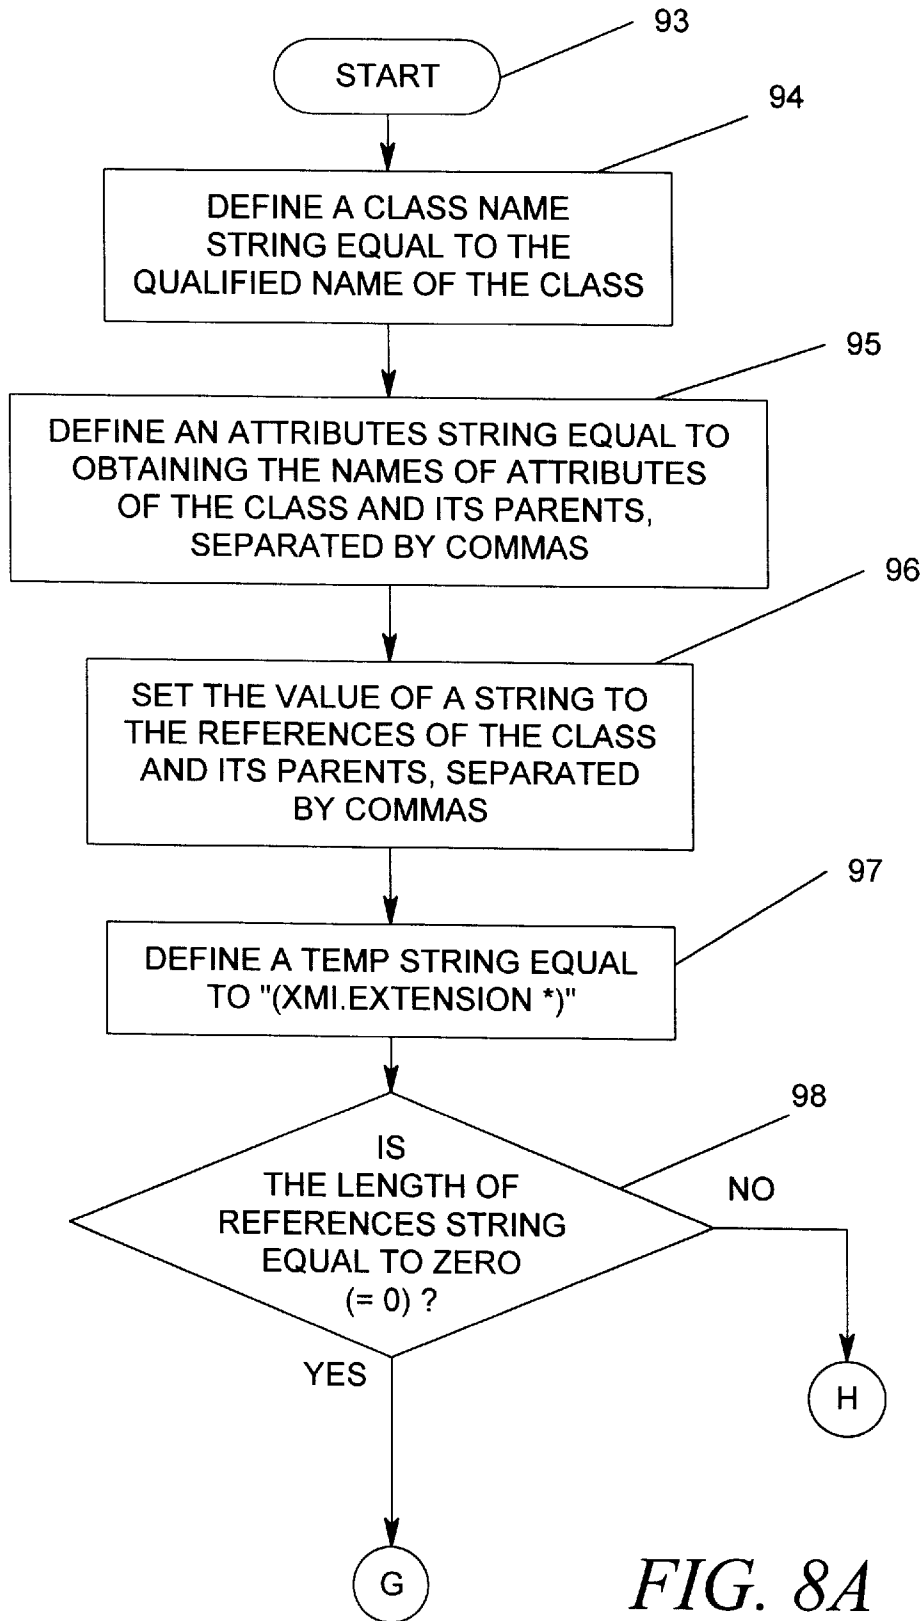 93
START
94
DEFINE A CLASS NAME
STRING EQUAL TO THE
QUALIFIED NAME OF THE CLASS
95
DEFINE AN ATTRIBUTES STRING EQUAL TO
OBTAINING THE NAMES OF ATTRIBUTES
OF THE CLASS AND ITS PARENTS,
SEPARATED BY COMMAS
96
SET THE VALUE OF A STRING TO
THE REFERENCES OF THE CLASS
AND ITS PARENTS, SEPARATED
BY COMMAS
97
DEFINE A TEMP STRING EQUAL
TO "(XMI.EXTENSION *)"
98
IS
THE LENGTH OF
REFERENCES STRING
EQUAL TO ZERO
(= 0) ?
NO
YES
H
G
FIG. 8A